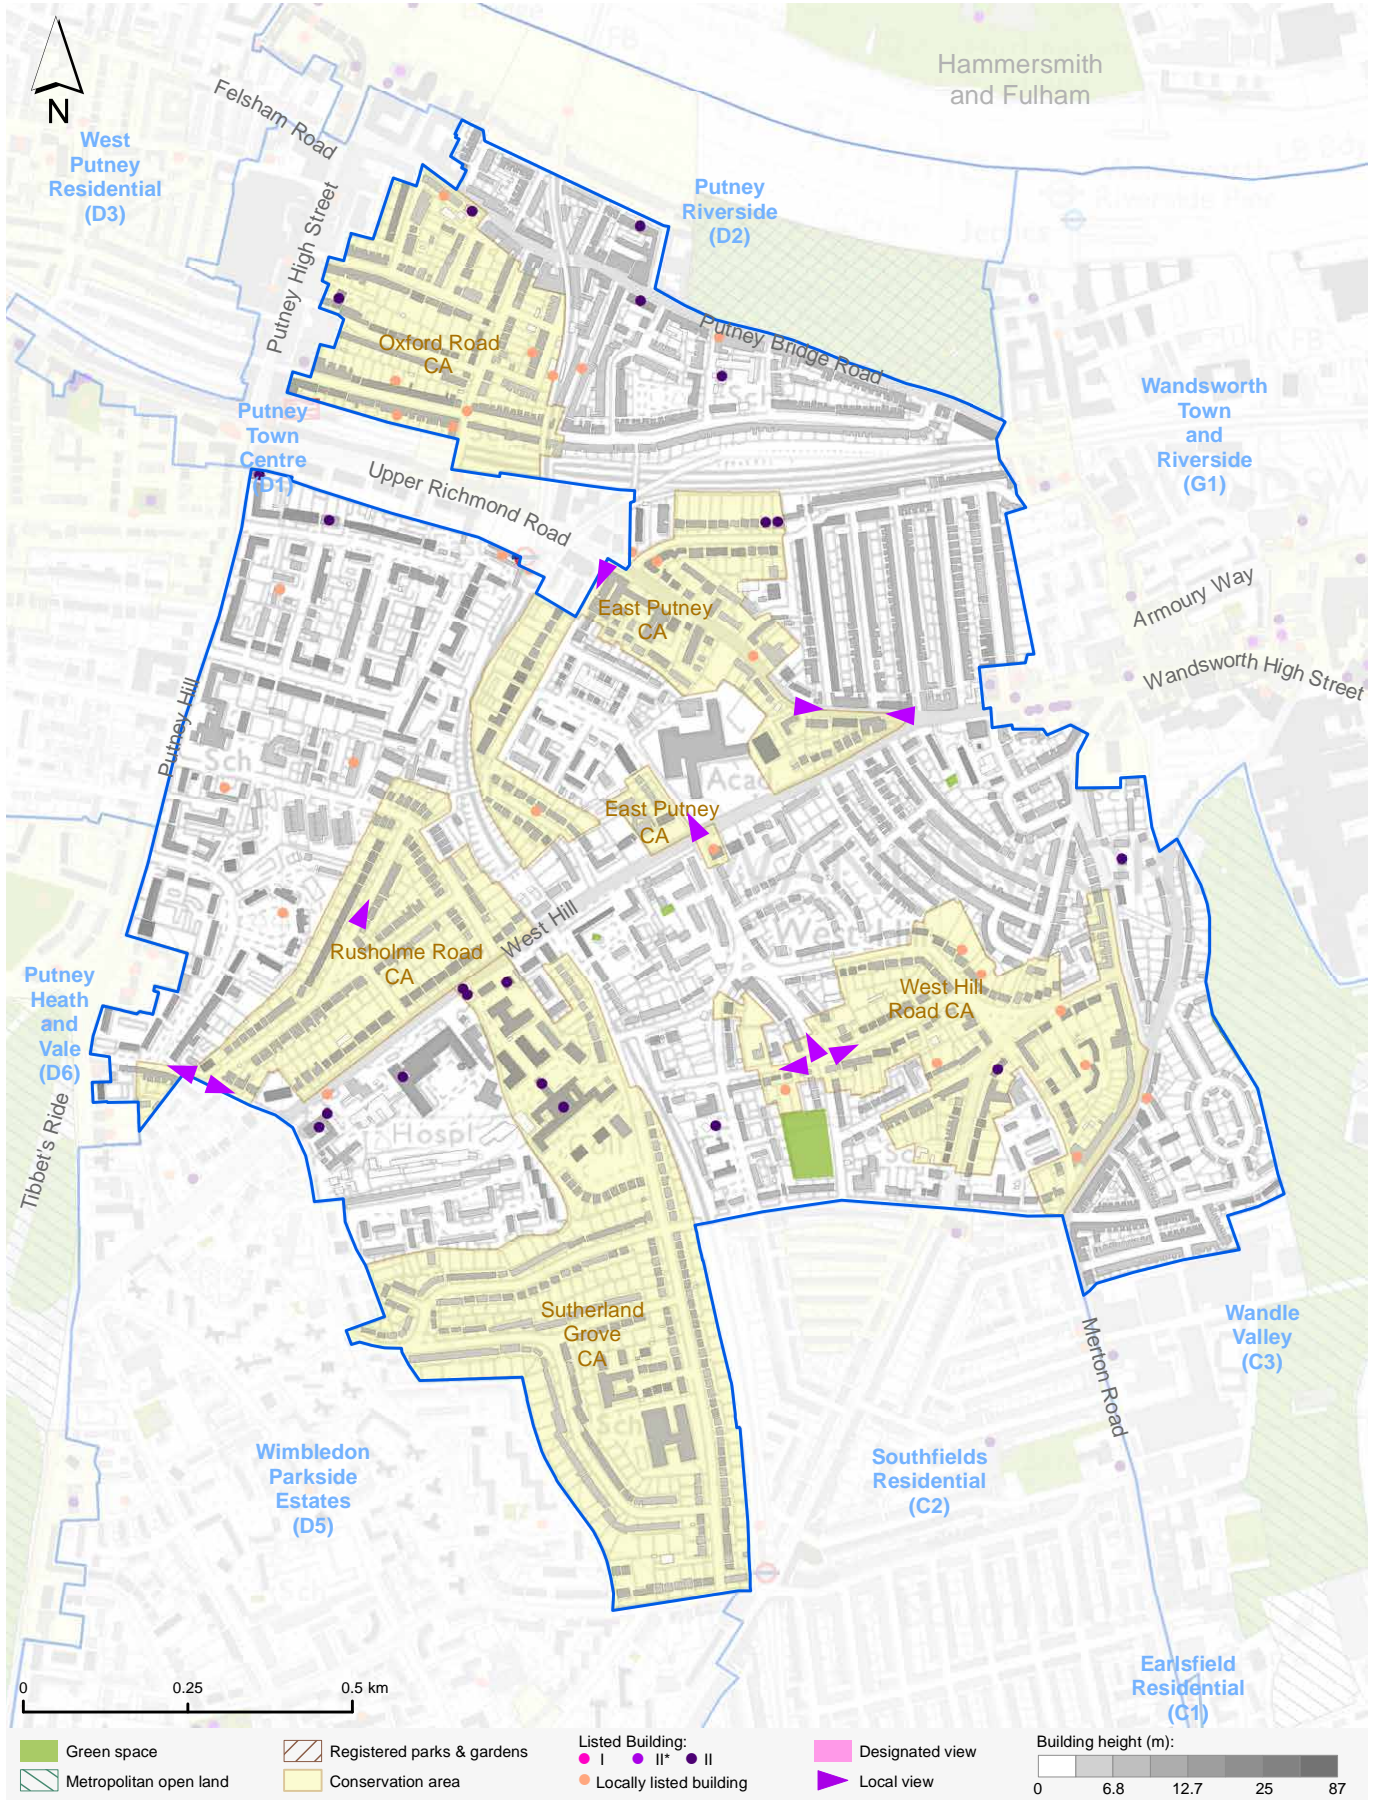 N
Hammersmith
and Fulham
Felsham Road
West
Putney
Residential
(D3)
Putney High Street
Putney
Riverside
(D2)
Oxford Road
CA
Putney Bridge Road
Wandsworth
Town
and
Riverside
(G1)
Putney
Town
Centre
(D1)
Upper Richmond Road
East Putney
CA
Armoury Way
Wandsworth High Street
Putney Hill
Sch
Aca
East Putney
CA
West Hill
Rusholme Road
CA
West Hill
Road CA
Putney
Heath
and
Vale
(D6)
Tibbet's Ride
Hospl
Sutherland
Grove
CA
Sch
Wandle
Valley
(C3)
Merton Road
Wimbledon
Parkside
Estates
(D5)
Southfields
Residential
(C2)
Earlsfield
Residential
(C1)
0 0.25 0.5 km
Green space
Metropolitan open land
Registered parks & gardens
Conservation area
Listed Building:
I II* II
Locally listed building
Designated view
Local view
Building height (m):
0 6.8 12.7 25 87